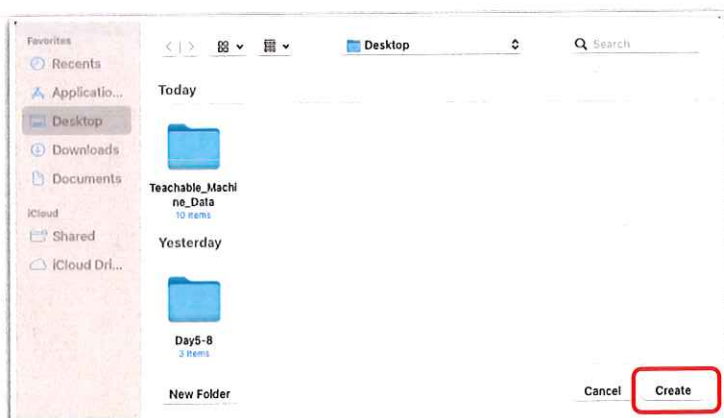 Favorites
Recents
Applicatio...
Desktop
Downloads
Documents
iCloud
Shared
iCloud Dri...
Desktop
Search
Today
Teachable_Machi
ne_Data
10 items
Yesterday
Day5-8
3 items
New Folder
Cancel
Create